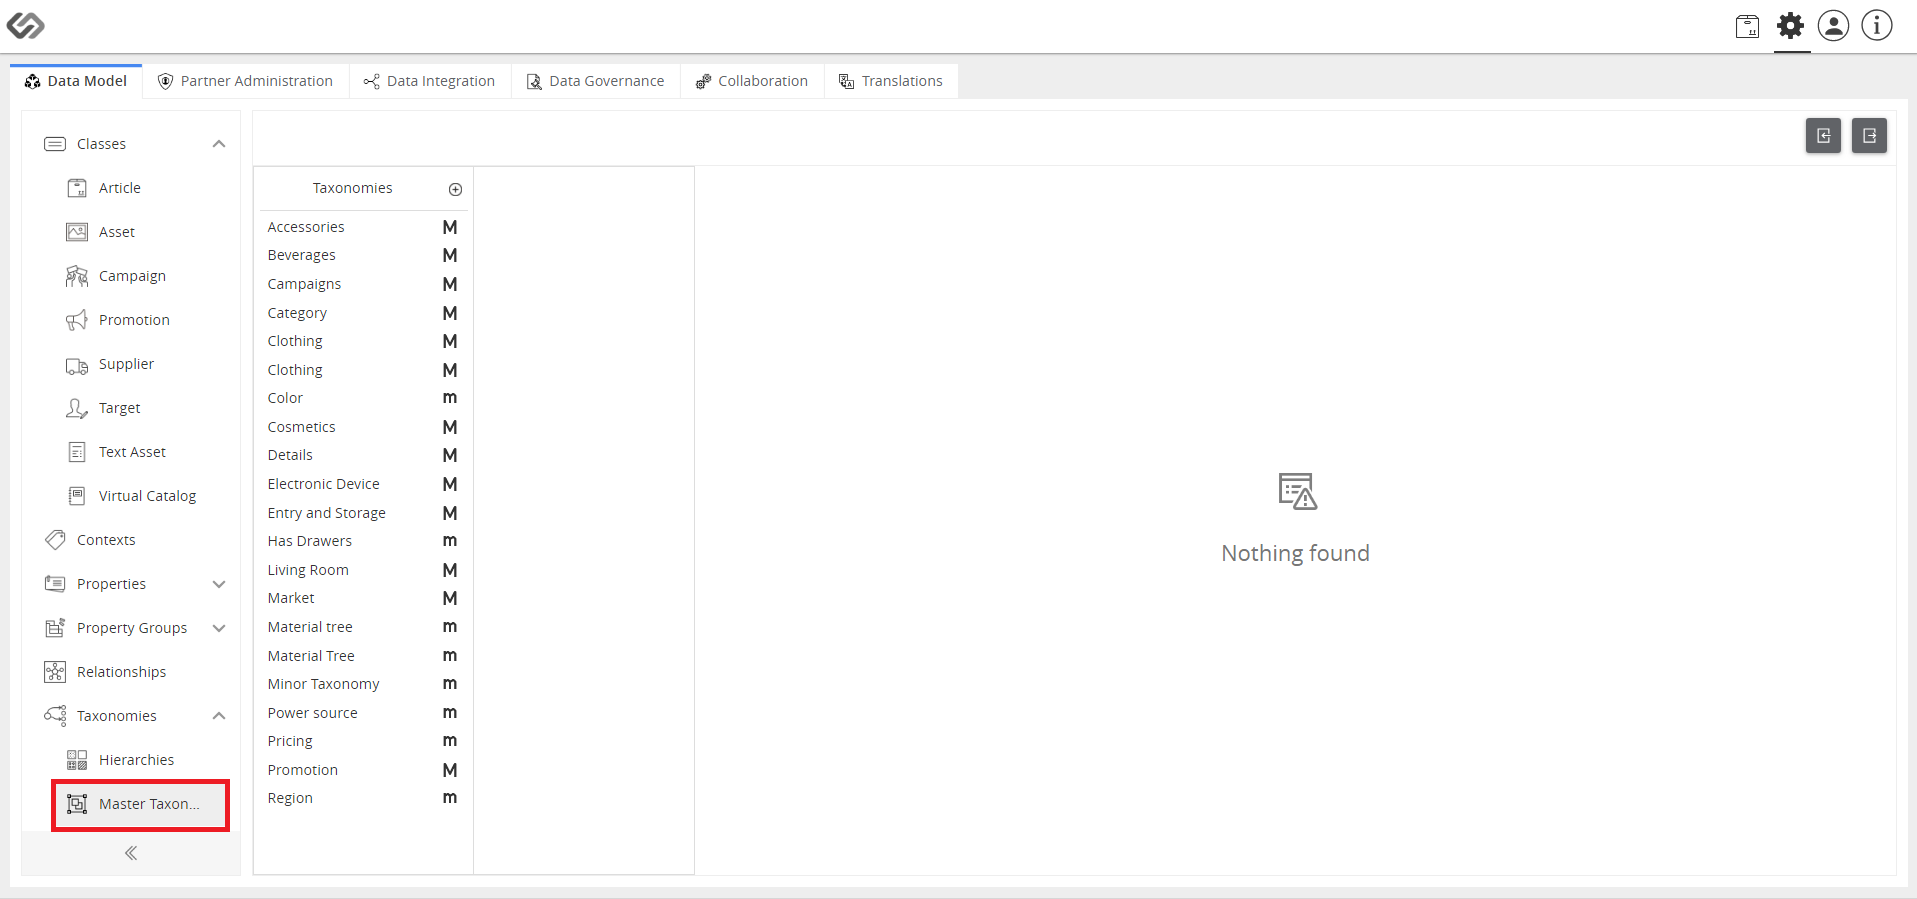 Data Model
Partner Administration
Data Integration
Data Governance
Collaboration
Translations
Classes
Article
Asset
Campaign
Promotion
Supplier
Target
Text Asset
Virtual Catalog
Contexts
Properties
Property Groups
Relationships
Taxonomies
Hierarchies
Master Taxon...
Taxonomies
Accessories M
Beverages M
Campaigns M
Category M
Clothing M
Clothing M
Color m
Cosmetics M
Details M
Electronic Device M
Entry and Storage M
Has Drawers m
Living Room M
Market M
Material tree m
Material Tree m
Minor Taxonomy m
Power source m
Pricing m
Promotion M
Region m
Nothing found